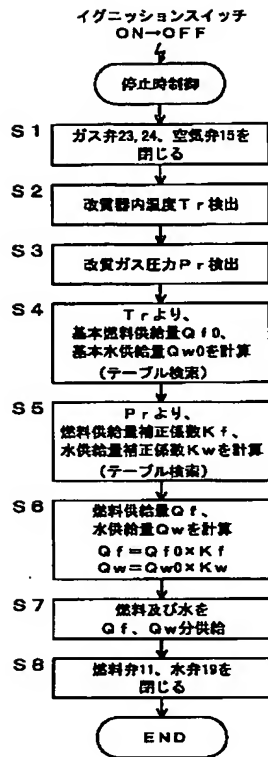 イグニッションスイッチ
ON→OFF
停止時制御
S1
ガス弁23,24、空気弁15を
閉じる
S2
改質器内温度Tr検出
S3
改質ガス圧力Pr検出
S4
Trより、
基本燃料供給量Qf0、
基本水供給量Qw0を計算
(テーブル検索)
S5
Prより、
燃料供給量補正係数Kf、
水供給量補正係数Kwを計算
(テーブル検索)
S6
燃料供給量Qf、
水供給量Qwを計算
Qf=Qf0×Kf
Qw=Qw0×Kw
S7
燃料及び水を
Qf、Qw分供給
S8
燃料弁11、水弁19を
閉じる
END